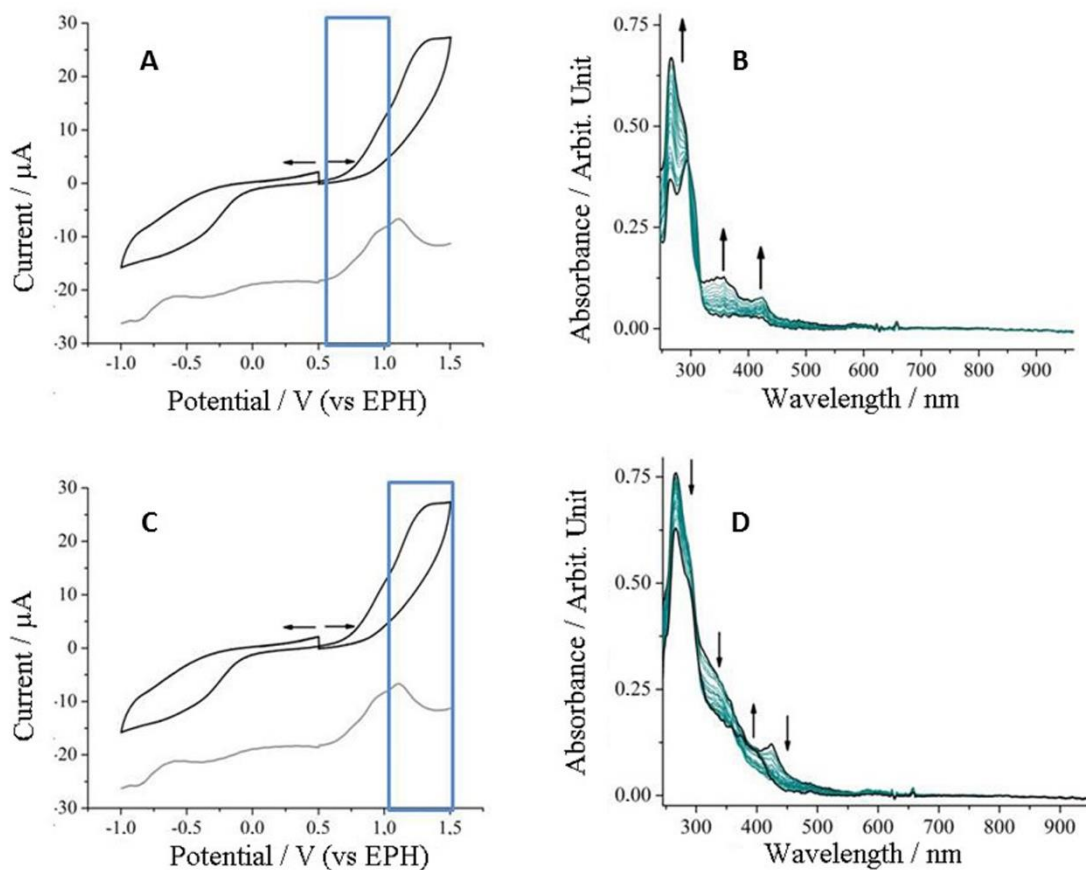 A
Current / µA
30
20
10
0
-10
-20
-30
-1.0 -0.5 0.0 0.5 1.0 1.5
Potential / V (vs EPH)
B
Absorbance / Arbit. Unit
0.75
0.50
0.25
0.00
300 400 500 600 700 800 900
Wavelength / nm
C
Current / µA
30
20
10
0
-10
-20
-30
-1.0 -0.5 0.0 0.5 1.0 1.5
Potential / V (vs EPH)
D
Absorbance / Arbit. Unit
0.75
0.50
0.25
0.00
300 400 500 600 700 800 900
Wavelength / nm